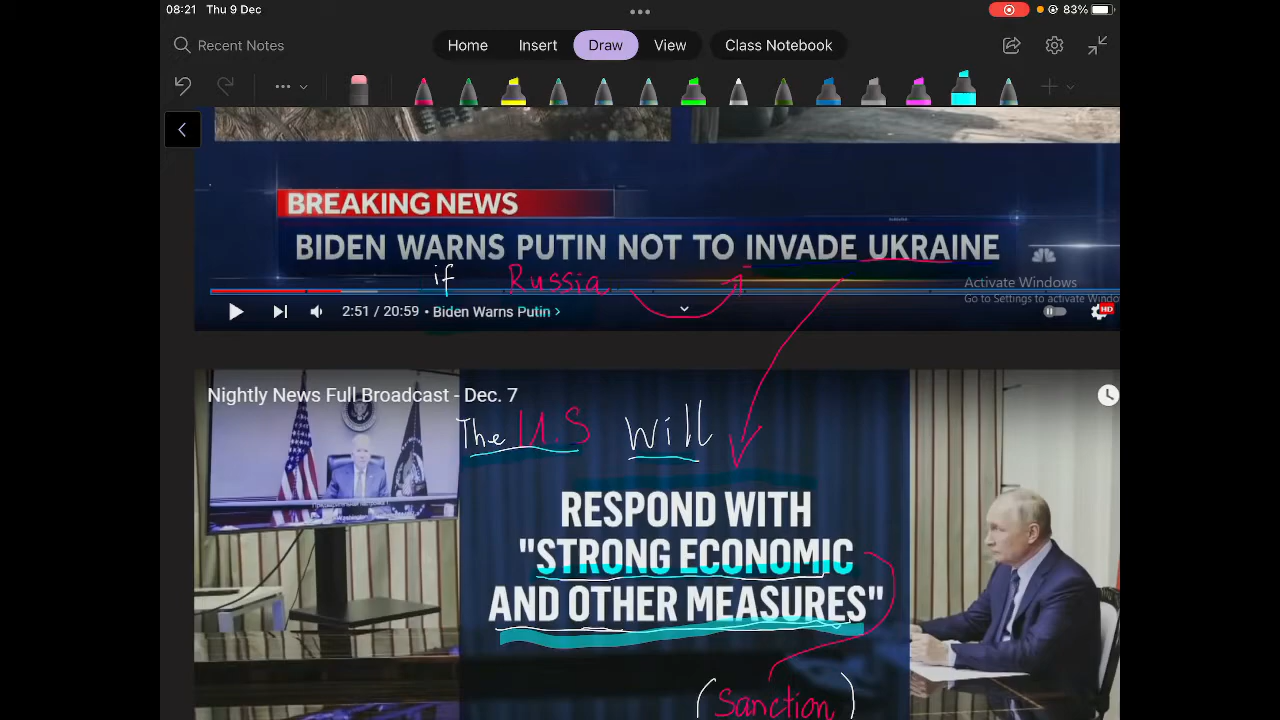 08:21 Thu 9 Dec
83%
Recent Notes
Home Insert Draw View Class Notebook
BREAKING NEWS
BIDEN WARNS PUTIN NOT TO INVADE UKRAINE
if Russia
Activate Windows
Go to Settings to activate Windo
2:51 / 20:59 • Biden Warns Putin >
HD
Nightly News Full Broadcast - Dec. 7
The U.S Will
RESPOND WITH
"STRONG ECONOMIC
AND OTHER MEASURES"
(Sanction)